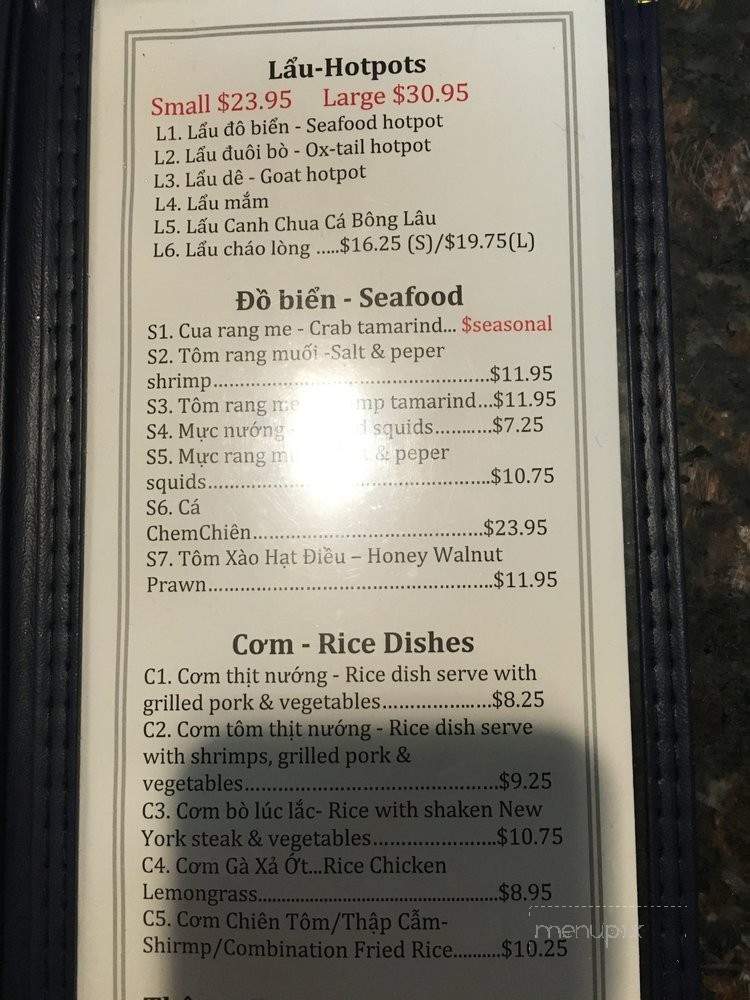 Lẩu-Hotpots
Small $23.95 Large $30.95
L1. Lẩu đồ biển - Seafood hotpot
L2. Lẩu đuôi bò - Ox-tail hotpot
L3. Lẩu dê - Goat hotpot
L4. Lẩu mắm
L5. Lấu Canh Chua Cá Bông Lâu
L6. Lẩu cháo lòng .....$16.25 (S)/$19.75(L)
Đồ biển - Seafood
S1. Cua rang me - Crab tamarind... $seasonal
S2. Tôm rang muối -Salt & peper
shrimp................................................$11.95
S3. Tôm rang tamarind...$11.95
S4. Mực nướng squids...........$7.25
S5. Mực rang & peper
squids.................................................$10.75
S6. Cá
ChemChiên........................................$23.95
S7. Tôm Xào Hạt Điều – Honey Walnut
Prawn..................................................$11.95
Cơm - Rice Dishes
C1. Cơm thịt nướng - Rice dish serve with
grilled pork & vegetables...................$8.25
C2. Cơm tôm thịt nướng - Rice dish serve
with shrimps, grilled pork &
vegetables............................................$9.25
C3. Cơm bò lúc lắc- Rice with shaken New
York steak & vegetables......................$10.75
C4. Cơm Gà Xả Ớt...Rice Chicken
Lemongrass..........................................$8.95
C5. Cơm Chiên Tôm/Thập Cẫm-
Shirmp/Combination Fried Rice..........$10.25
menupix